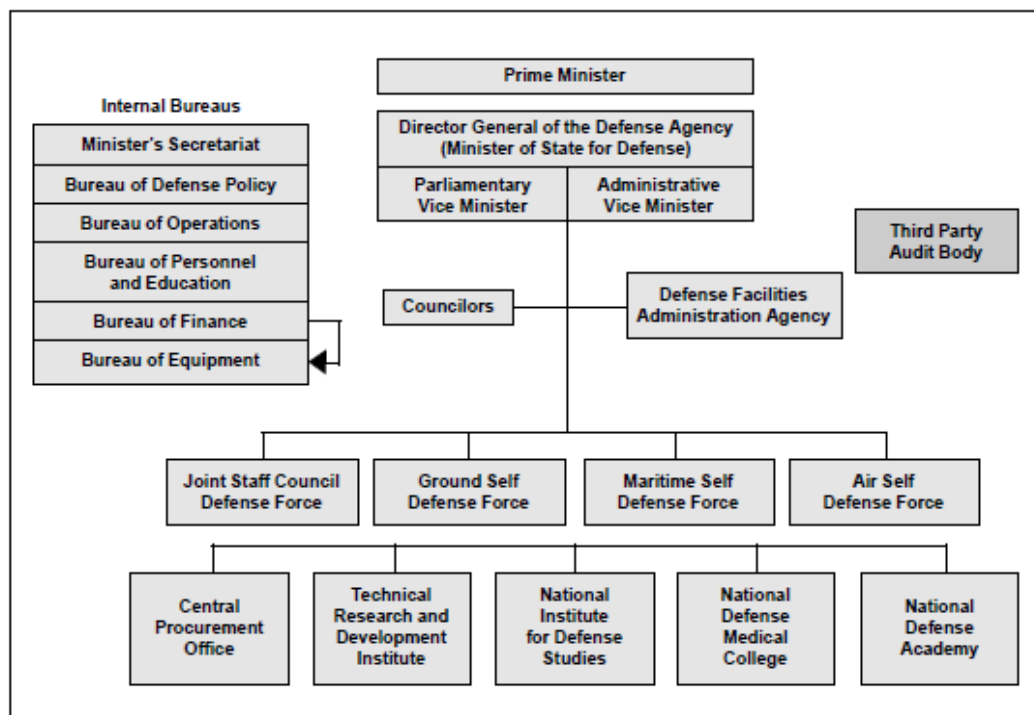 Prime Minister
Internal Bureaus
Minister's Secretariat
Bureau of Defense Policy
Bureau of Operations
Bureau of Personnel
and Education
Bureau of Finance
Bureau of Equipment
Director General of the Defense Agency
(Minister of State for Defense)
Parliamentary
Vice Minister
Administrative
Vice Minister
Third Party
Audit Body
Councilors
Defense Facilities
Administration Agency
Joint Staff Council
Defense Force
Ground Self
Defense Force
Maritime Self
Defense Force
Air Self
Defense Force
Central
Procurement
Office
Technical
Research and
Development
Institute
National
Institute
for Defense
Studies
National
Defense
Medical
College
National
Defense
Academy